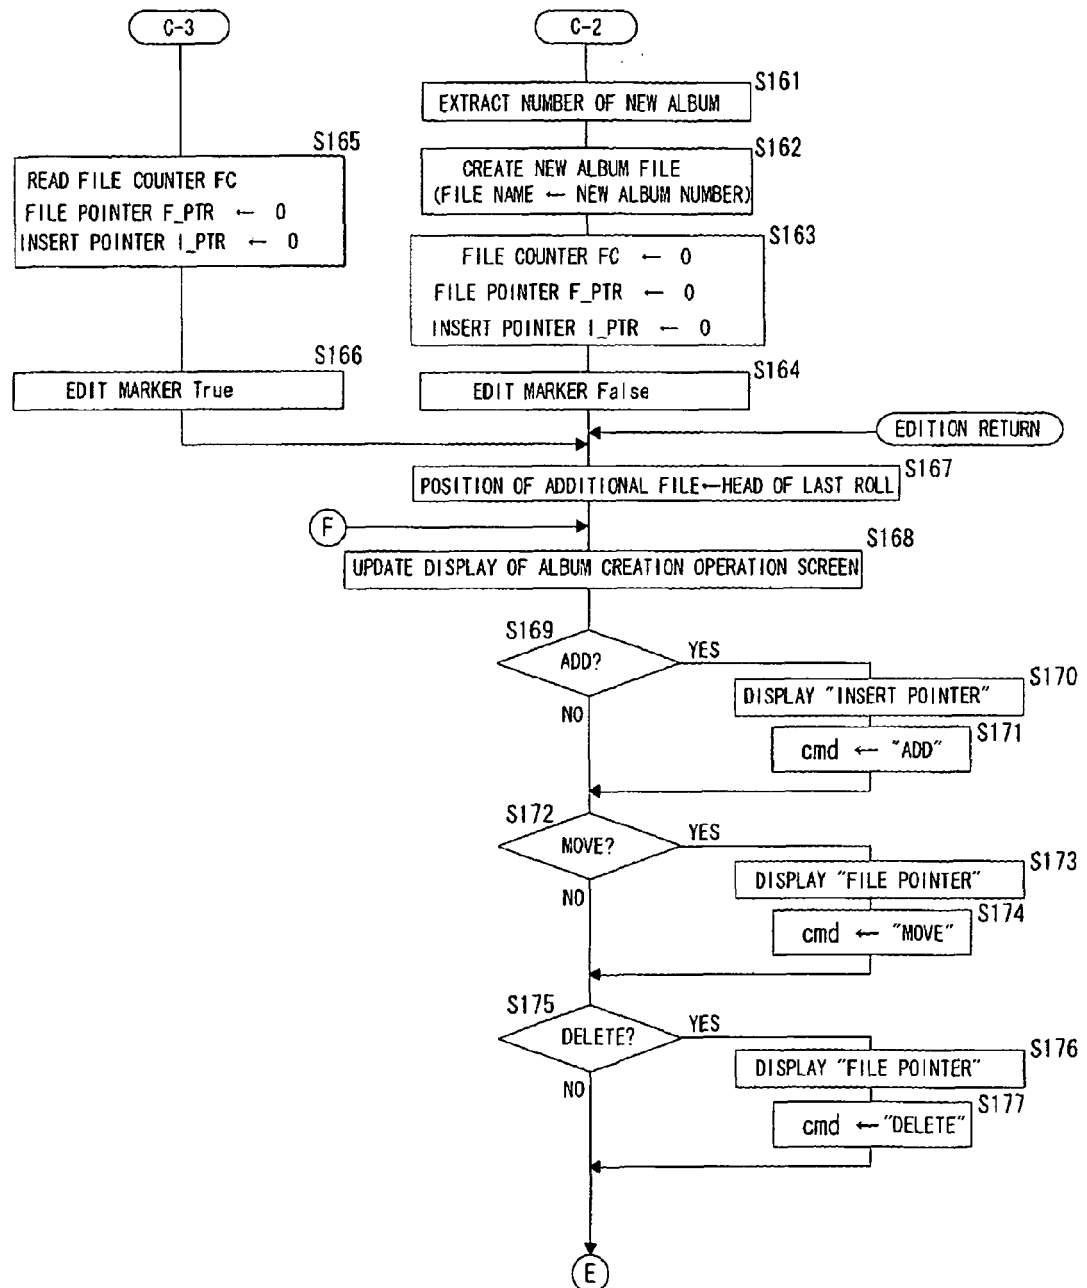 C-3
C-2
S161
EXTRACT NUMBER OF NEW ALBUM
S162
CREATE NEW ALBUM FILE
(FILE NAME ← NEW ALBUM NUMBER)
S165
READ FILE COUNTER FC
FILE POINTER F_PTR ← 0
INSERT POINTER I_PTR ← 0
S163
FILE COUNTER FC ← 0
FILE POINTER F_PTR ← 0
INSERT POINTER I_PTR ← 0
S166
EDIT MARKER True
S164
EDIT MARKER False
EDITION RETURN
S167
POSITION OF ADDITIONAL FILE←HEAD OF LAST ROLL
F
S168
UPDATE DISPLAY OF ALBUM CREATION OPERATION SCREEN
S169
ADD?
YES
NO
S170
DISPLAY "INSERT POINTER"
S171
cmd ← "ADD"
S172
MOVE?
YES
NO
S173
DISPLAY "FILE POINTER"
S174
cmd ← "MOVE"
S175
DELETE?
YES
NO
S176
DISPLAY "FILE POINTER"
S177
cmd ← "DELETE"
E